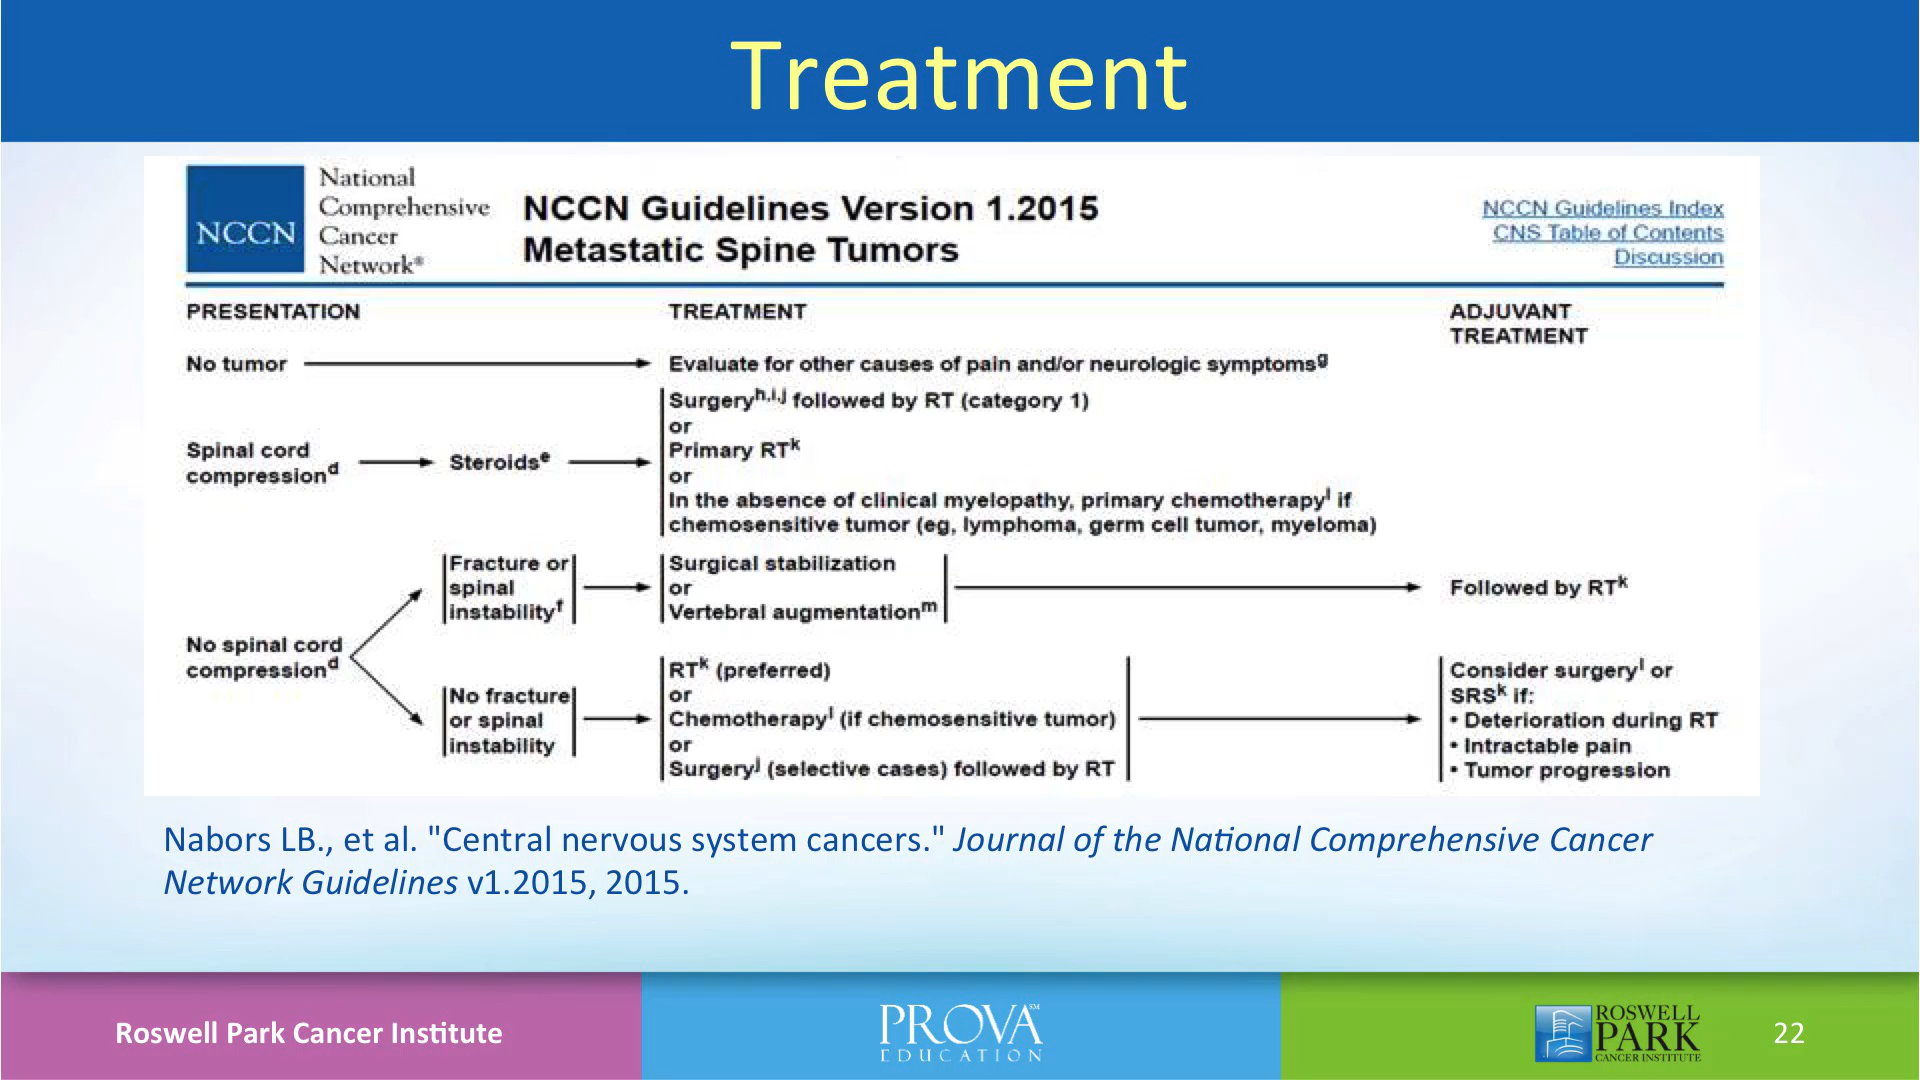 Treatment
NCCN
National
Comprehensive
Cancer
Network®
NCCN Guidelines Version 1.2015
Metastatic Spine Tumors
NCCN Guidelines Index
CNS Table of Contents
Discussion
PRESENTATION
TREATMENT
ADJUVANT
TREATMENT
No tumor
Evaluate for other causes of pain and/or neurologic symptomsᵍ
Spinal cord
compressionᵈ
Steroidsᵉ
Surgeryʰ,ⁱ,ʲ followed by RT (category 1)
or
Primary RTᵏ
or
In the absence of clinical myelopathy, primary chemotherapyˡ if
chemosensitive tumor (eg, lymphoma, germ cell tumor, myeloma)
No spinal cord
compressionᵈ
Fracture or
spinal
instabilityᶠ
Surgical stabilization
or
Vertebral augmentationᵐ
Followed by RTᵏ
No fracture
or spinal
instability
RTᵏ (preferred)
or
Chemotherapyˡ (if chemosensitive tumor)
or
Surgeryʲ (selective cases) followed by RT
Consider surgeryˡ or
SRSᵏ if:
• Deterioration during RT
• Intractable pain
• Tumor progression
Nabors LB., et al. "Central nervous system cancers." Journal of the National Comprehensive Cancer
Network Guidelines v1.2015, 2015.
Roswell Park Cancer Institute
PROVA℠
EDUCATION
ROSWELL
PARK
CANCER INSTITUTE
22